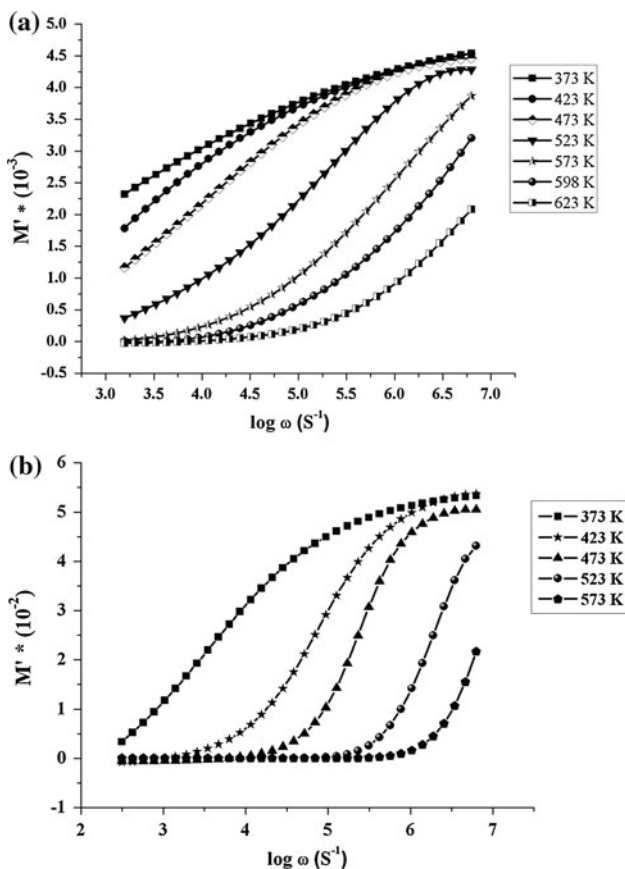 (a)
5.0
4.5
4.0
3.5
3.0
2.5
2.0
1.5
1.0
0.5
0.0
-0.5
M' * (10⁻³)
373 K
423 K
473 K
523 K
573 K
598 K
623 K
3.0 3.5 4.0 4.5 5.0 5.5 6.0 6.5 7.0
log ω (S⁻¹)
(b)
6
5
4
3
2
1
0
-1
M' * (10⁻²)
373 K
423 K
473 K
523 K
573 K
2 3 4 5 6 7 8
log ω (S⁻¹)